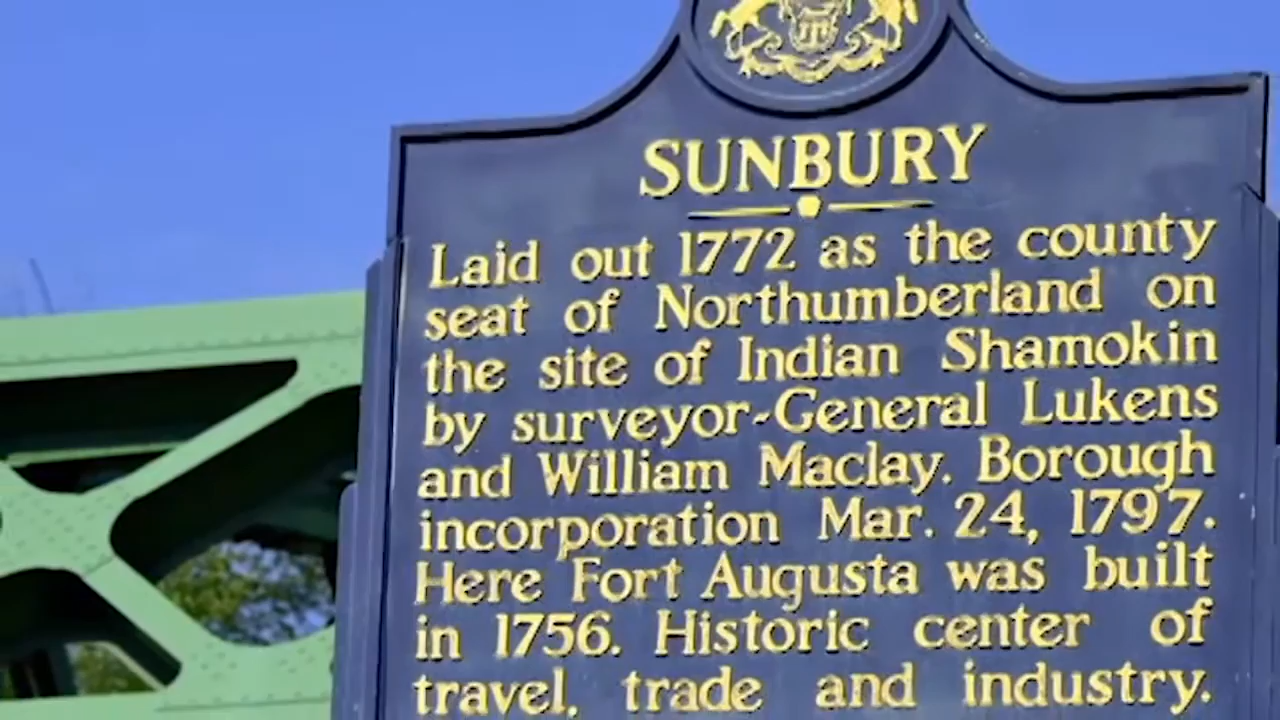 SUNBURY
Laid out 1772 as the county
seat of Northumberland on
the site of Indian Shamokin
by surveyor-General Lukens
and William Maclay. Borough
incorporation Mar. 24, 1797.
Here Fort Augusta was built
in 1756. Historic center of
travel, trade and industry.